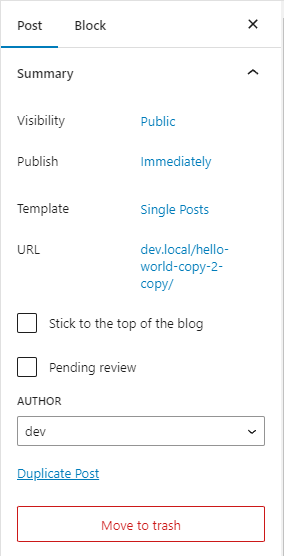 Post Block
Summary
Visibility Public
Publish Immediately
Template Single Posts
URL dev.local/hello-
world-copy-2-
copy/
Stick to the top of the blog
Pending review
AUTHOR
dev
Duplicate Post
Move to trash